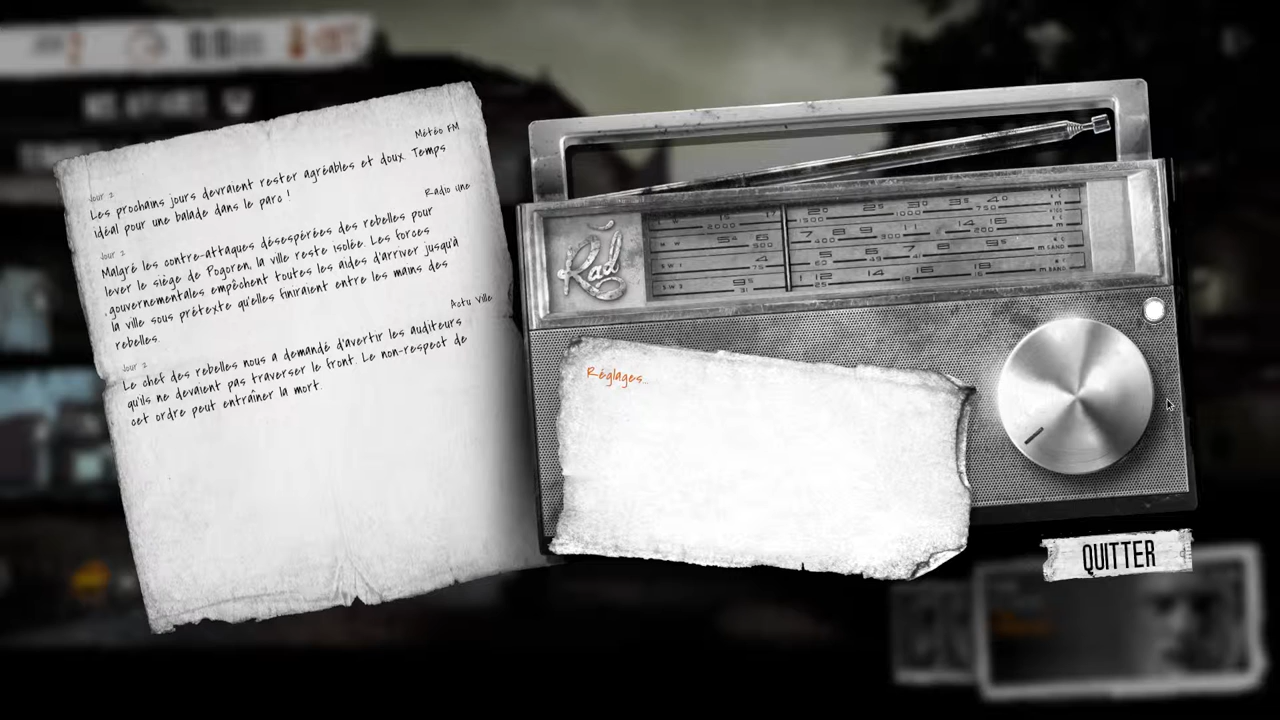 Météo FM
Jour 2
Les prochains jours devraient rester agréables et doux. Temps
idéal pour une balade dans le parc !
Radio Une
Jour 2
Malgré les contre-attaques désespérées des rebelles pour
lever le siège de Pogoren, la ville reste isolée. Les forces
gouvernementales empêchent toutes les aides d'arriver jusqu'à
la ville sous prétexte qu'elles finiraient entre les mains des
rebelles.
Actu Ville
Jour 2
Le chef des rebelles nous a demandé d'avertir les auditeurs
qu'ils ne devaient pas traverser le front. Le non-respect de
cet ordre peut entraîner la mort.
Rad
Réglages...
QUITTER